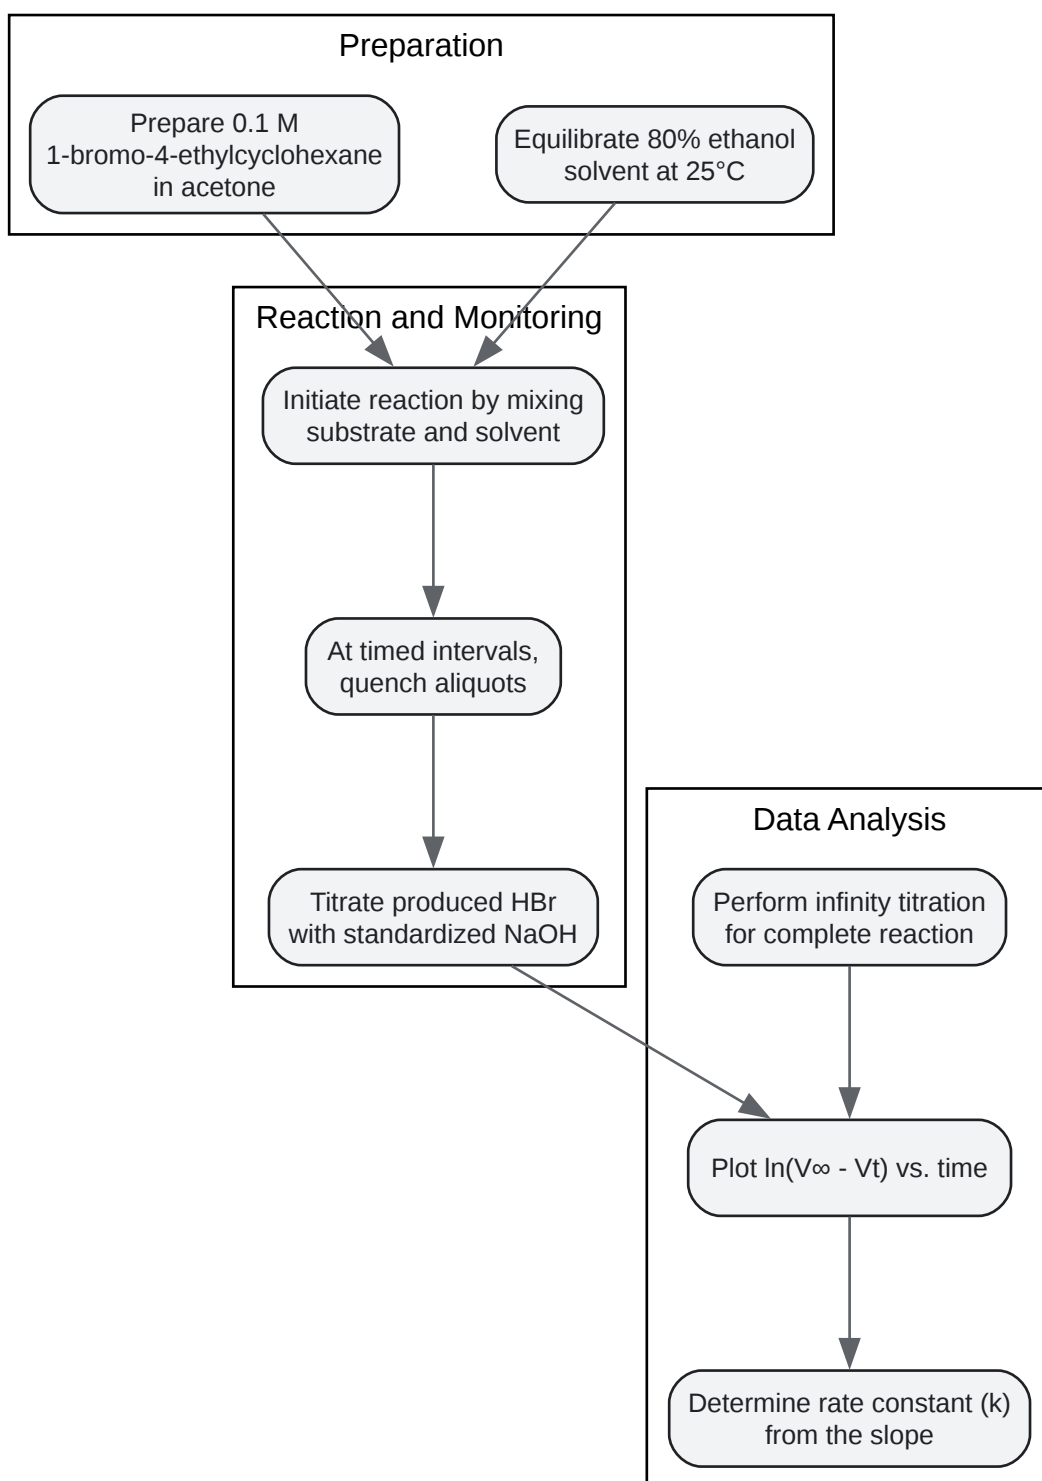 Preparation
Prepare 0.1 M
1-bromo-4-ethylcyclohexane
in acetone
Equilibrate 80% ethanol
solvent at 25°C
Reaction and Monitoring
Initiate reaction by mixing
substrate and solvent
At timed intervals,
quench aliquots
Titrate produced HBr
with standardized NaOH
Data Analysis
Perform infinity titration
for complete reaction
Plot ln(V∞ - Vt) vs. time
Determine rate constant (k)
from the slope